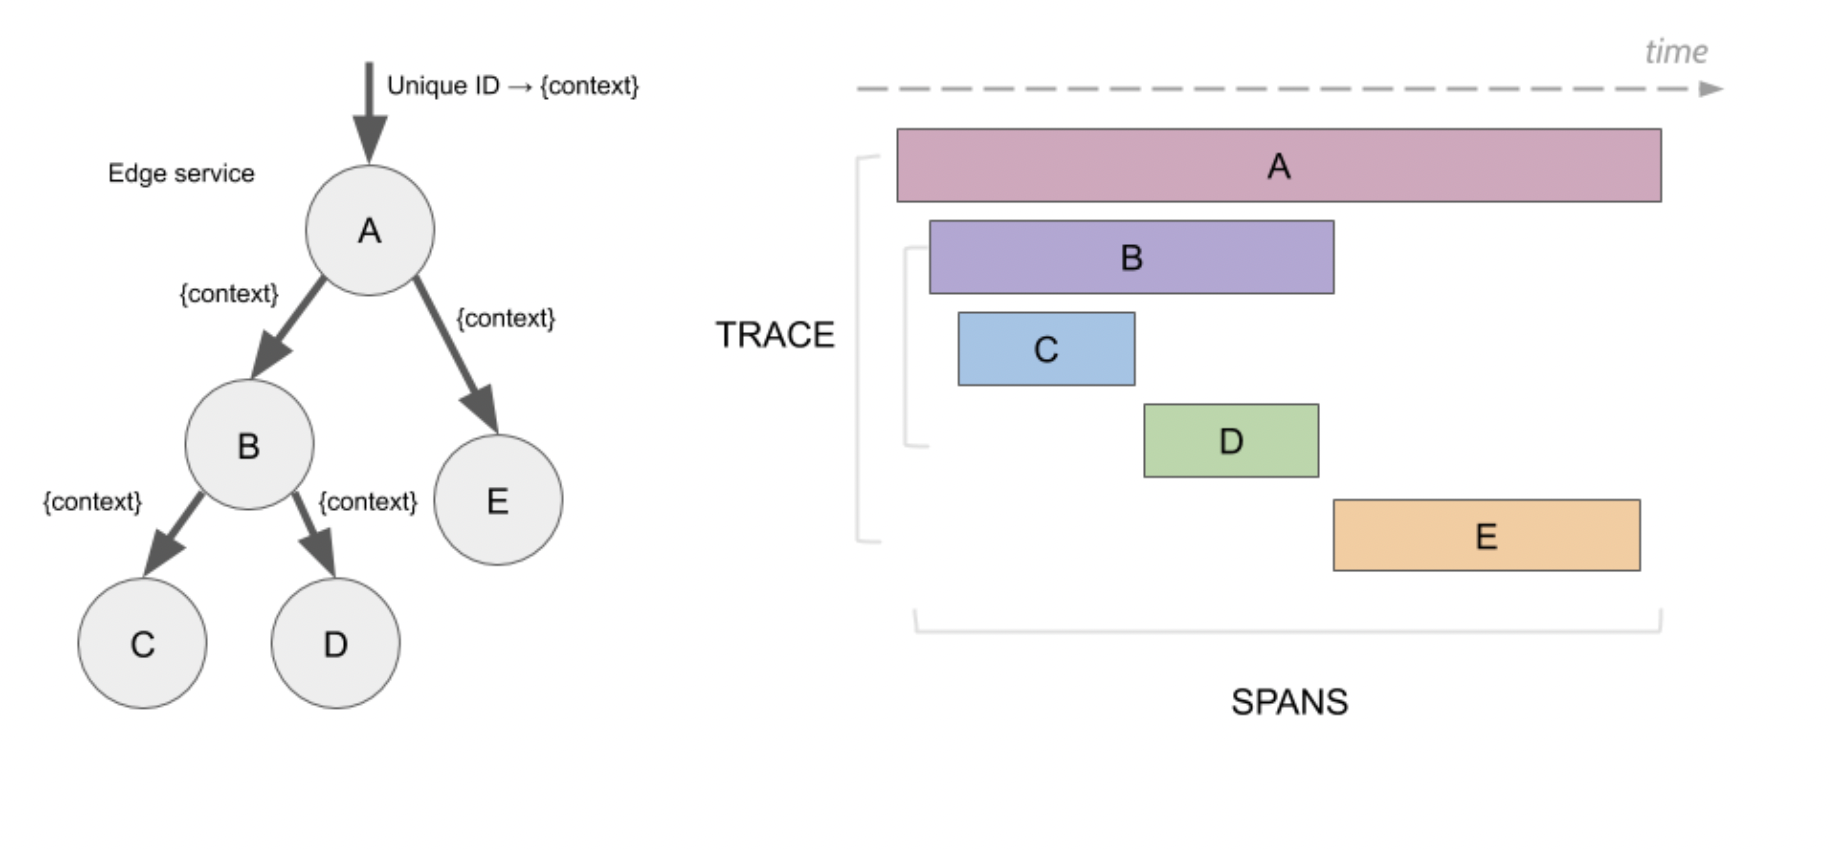 Unique ID → {context}
Edge service
A
{context}
{context}
B
E
{context}
{context}
C
D
time
A
B
TRACE
C
D
E
SPANS